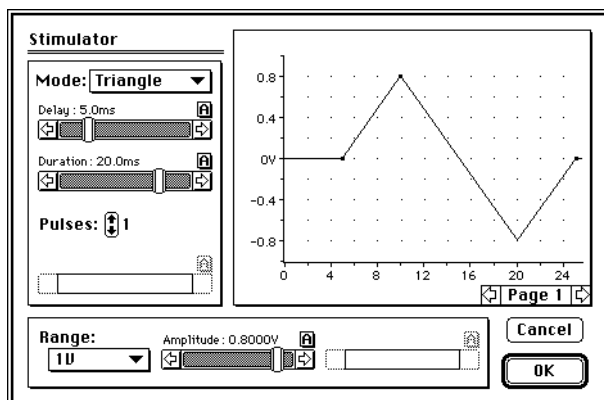 Stimulator
Mode: Triangle
Delay : 5.0ms
A
Duration : 20.0ms
A
Pulses: 1
A
0.8
0.4
0V
-0.4
-0.8
0 4 8 12 16 20 24
Page 1
Range:
1V
Amplitude : 0.8000V
A
A
Cancel
OK